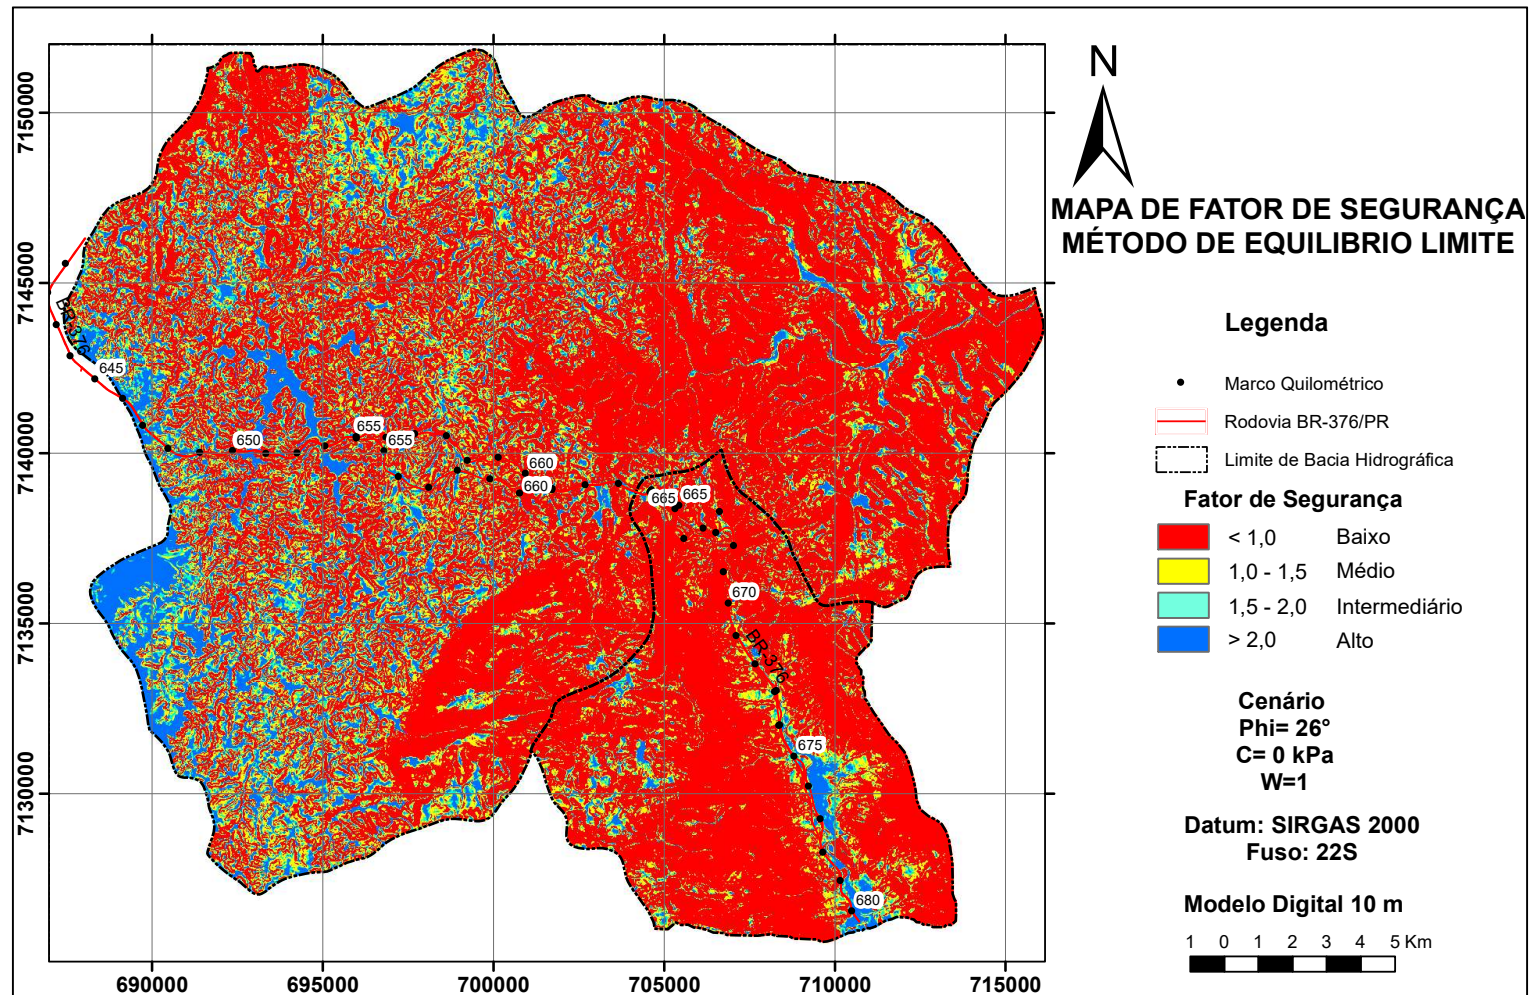 N
MAPA DE FATOR DE SEGURANÇA
MÉTODO DE EQUILIBRIO LIMITE
Legenda
Marco Quilométrico
Rodovia BR-376/PR
Limite de Bacia Hidrográfica
Fator de Segurança
< 1,0 Baixo
1,0 - 1,5 Médio
1,5 - 2,0 Intermediário
> 2,0 Alto
Cenário
Phi= 26º
C= 0 kPa
W=1
Datum: SIRGAS 2000
Fuso: 22S
Modelo Digital 10 m
1 0 1 2 3 4 5 Km
7150000
7145000
7140000
7135000
7130000
690000 695000 700000 705000 710000 715000
BR-376
645
650
655
655
660
660
665
665
670
BR-376
675
680